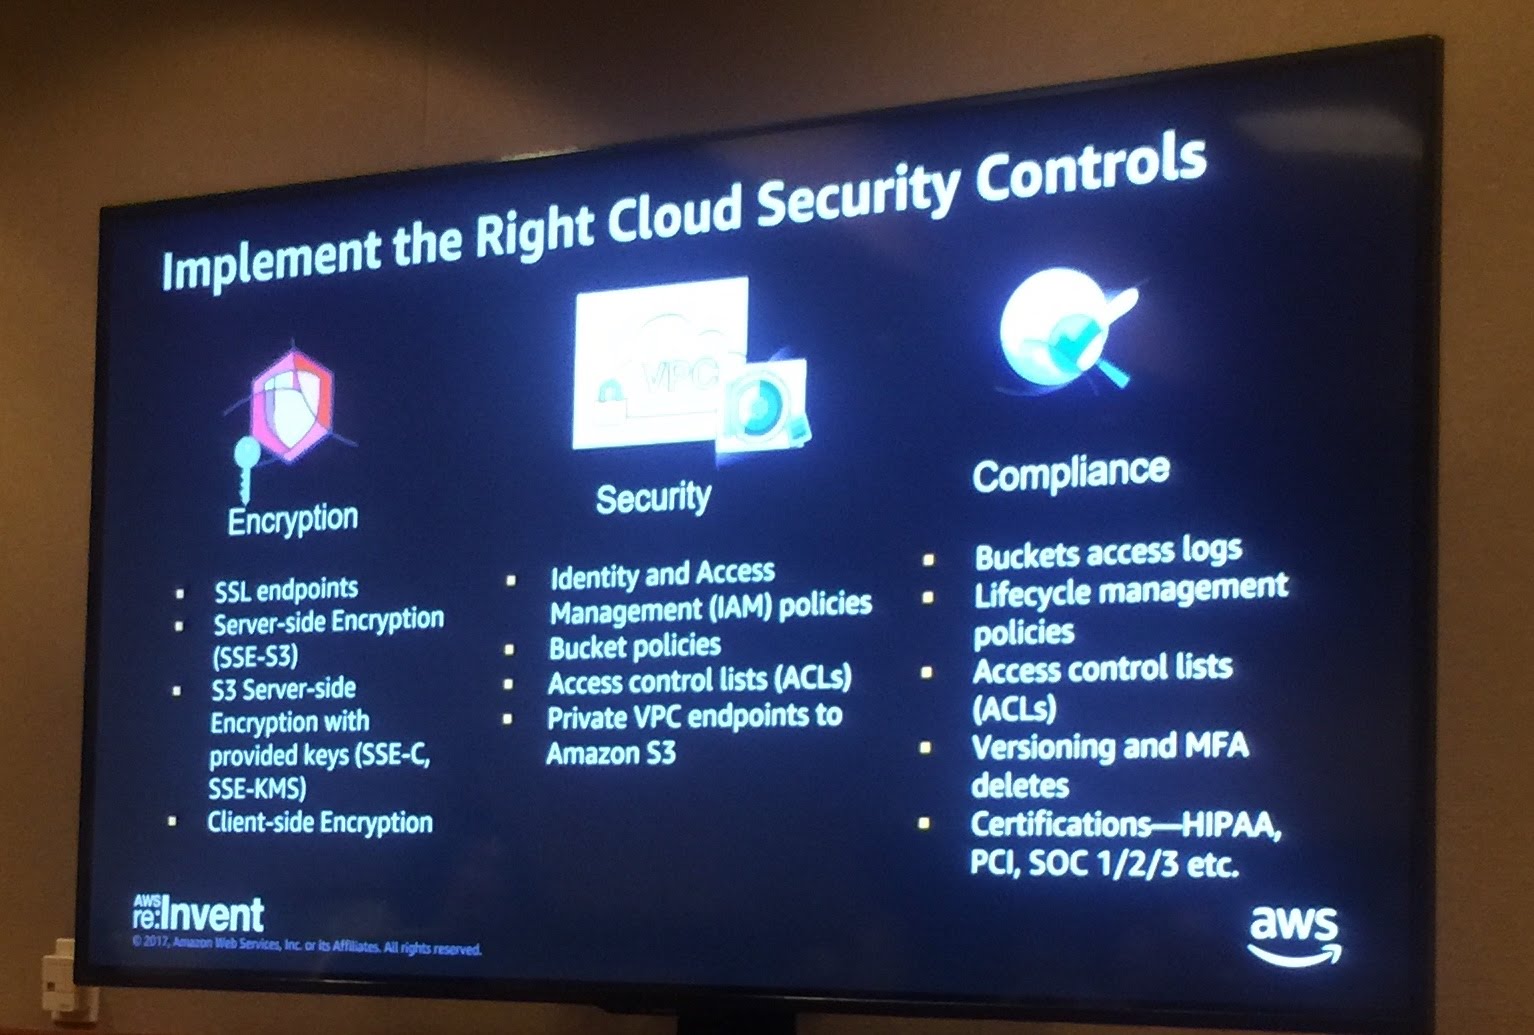 Implement the Right Cloud Security Controls
VPC
Encryption
SSL endpoints
Server-side Encryption
(SSE-S3)
S3 Server-side
Encryption with
provided keys (SSE-C,
SSE-KMS)
Client-side Encryption
Security
Identity and Access
Management (IAM) policies
Bucket policies
Access control lists (ACLs)
Private VPC endpoints to
Amazon S3
Compliance
Buckets access logs
Lifecycle management
policies
Access control lists
(ACLs)
Versioning and MFA
deletes
Certifications—HIPAA,
PCI, SOC 1/2/3 etc.
AWS
re:Invent
© 2017, Amazon Web Services, Inc. or its Affiliates. All rights reserved.
aws